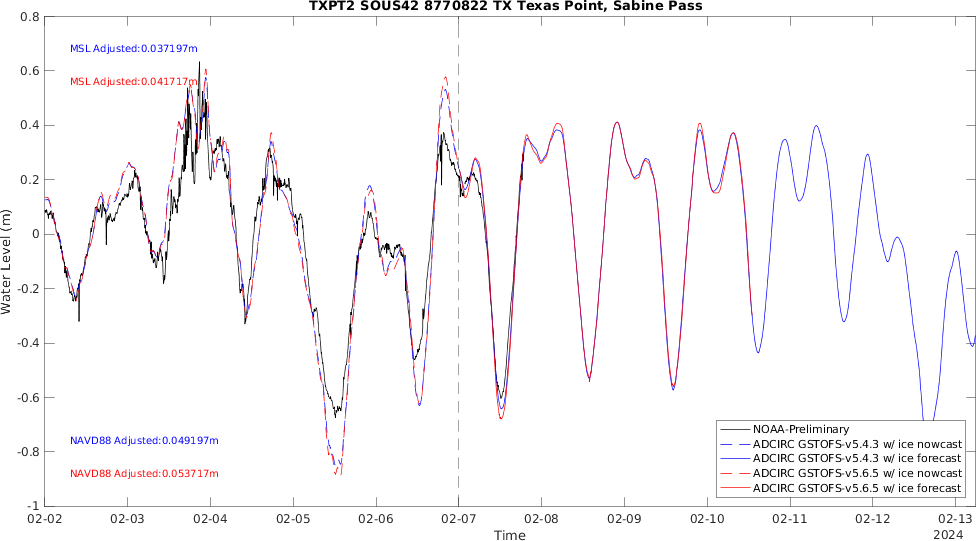 TXPT2 SOUS42 8770822 TX Texas Point, Sabine Pass
0.8
0.6
0.4
0.2
0
-0.2
-0.4
-0.6
-0.8
-1
Water Level (m)
MSL Adjusted:0.037197m
MSL Adjusted:0.041717m
NAVD88 Adjusted:0.049197m
NAVD88 Adjusted:0.053717m
NOAA-Preliminary
ADCIRC GSTOFS-v5.4.3 w/ ice nowcast
ADCIRC GSTOFS-v5.4.3 w/ ice forecast
ADCIRC GSTOFS-v5.6.5 w/ ice nowcast
ADCIRC GSTOFS-v5.6.5 w/ ice forecast
02-02 02-03 02-04 02-05 02-06 02-07 02-08 02-09 02-10 02-11 02-12 02-13
Time
2024